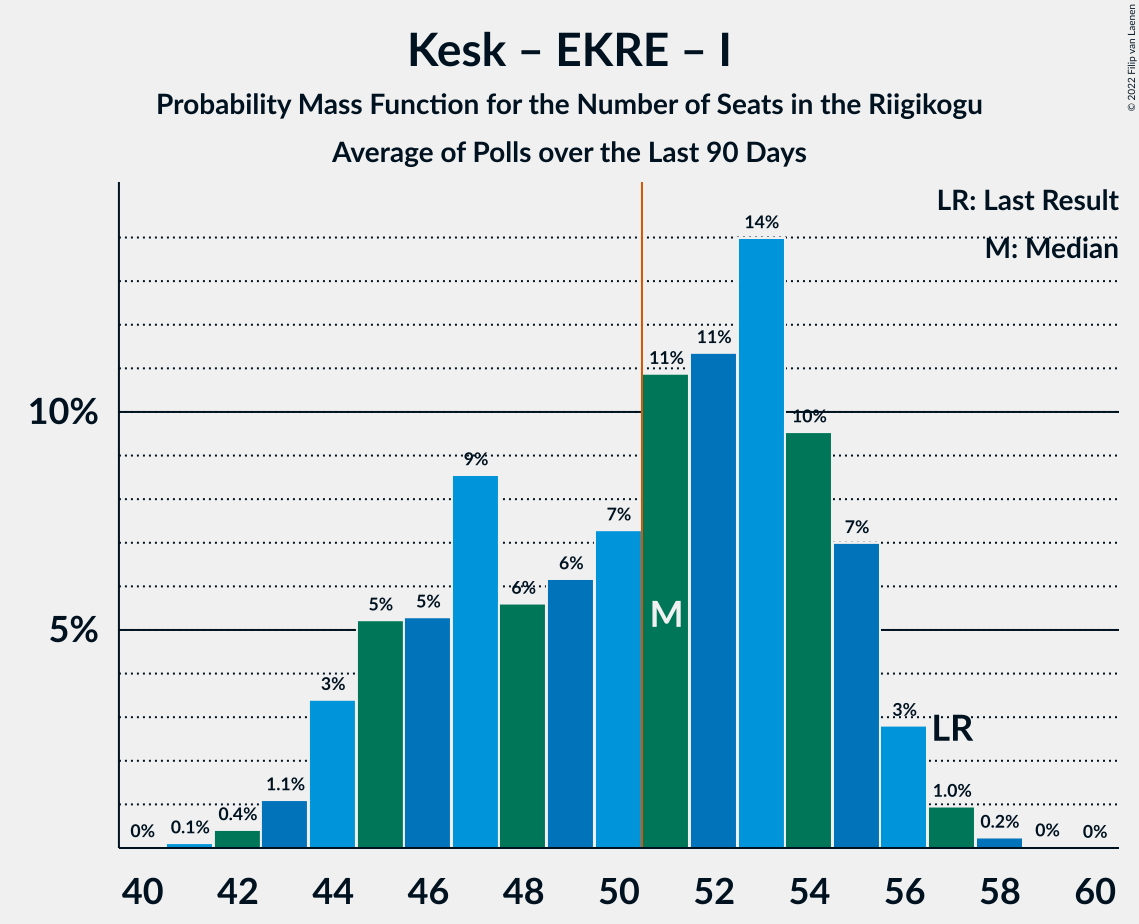 Kesk – EKRE – I
Probability Mass Function for the Number of Seats in the Riigikogu
Average of Polls over the Last 90 Days
© 2022 Filip van Laenen
LR: Last Result
M: Median
10%
5%
0%
0.1%
0.4%
1.1%
3%
5%
5%
9%
6%
6%
7%
11%
11%
14%
10%
7%
3%
1.0%
0.2%
0%
0%
M
LR
40 42 44 46 48 50 52 54 56 58 60